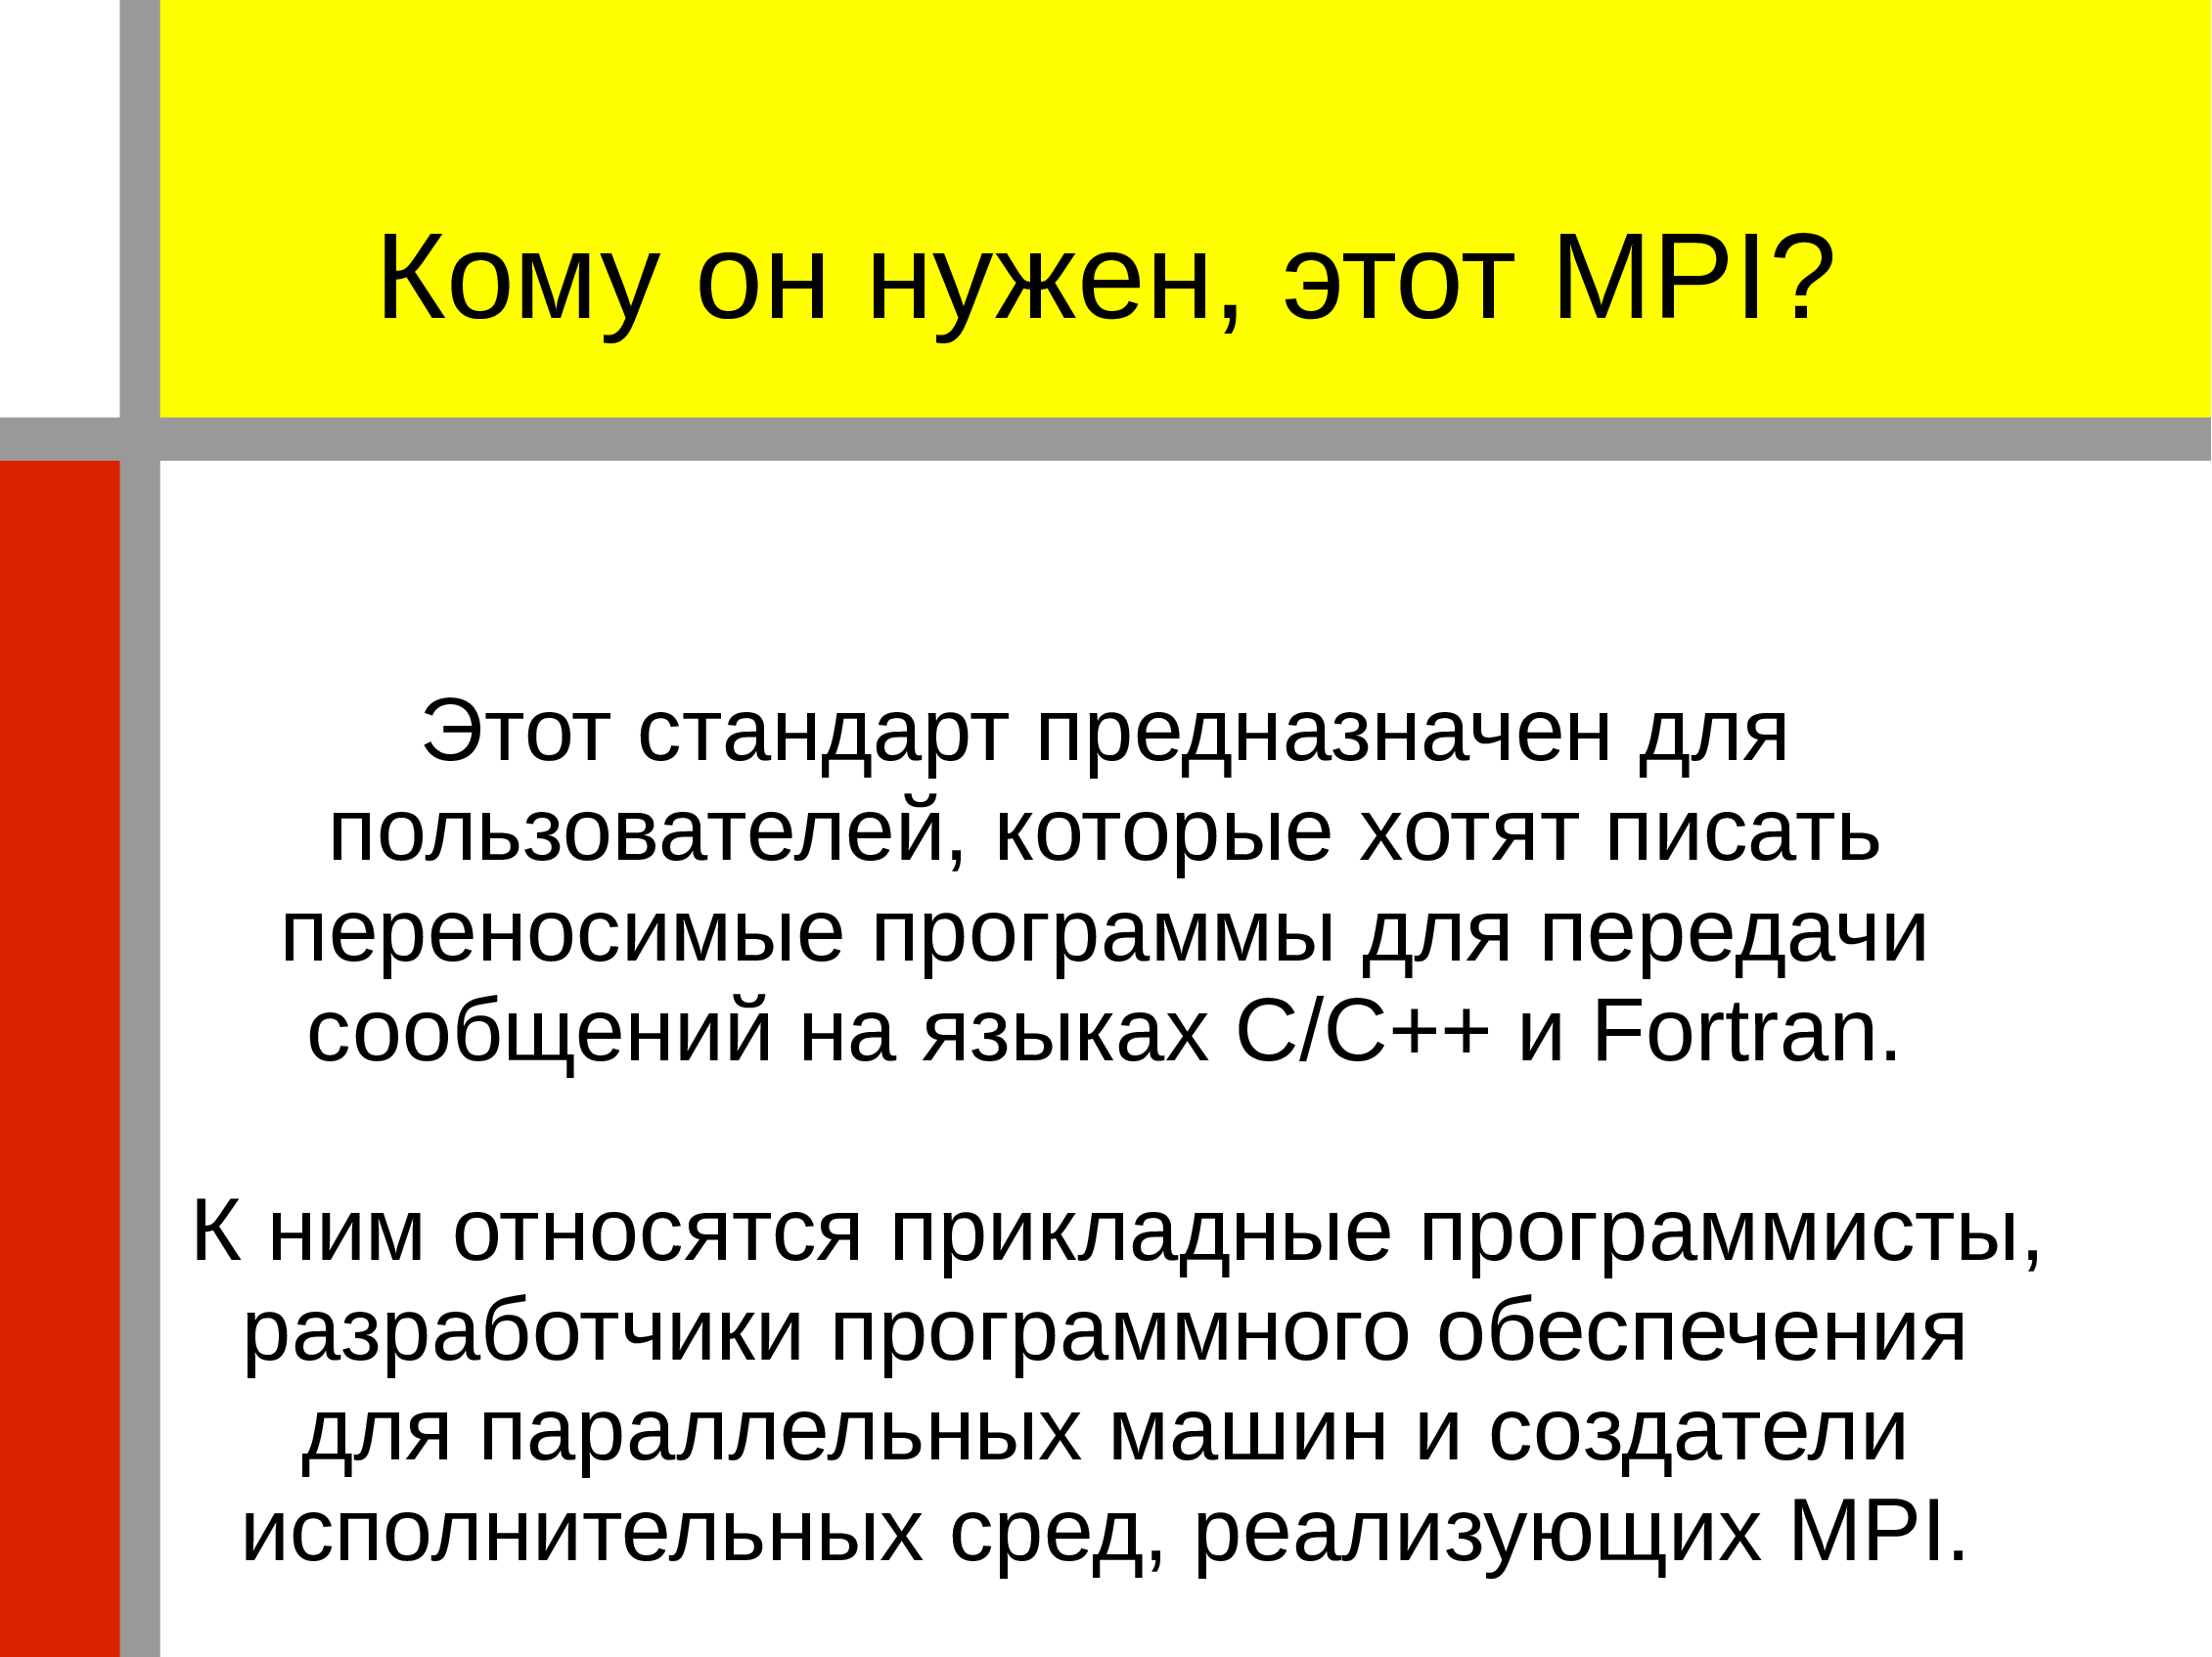 Кому он нужен, этот MPI?
Этот стандарт предназначен для
пользователей, которые хотят писать
переносимые программы для передачи
сообщений на языках C/C++ и Fortran.
К ним относятся прикладные программисты,
разработчики программного обеспечения
для параллельных машин и создатели
исполнительных сред, реализующих MPI.